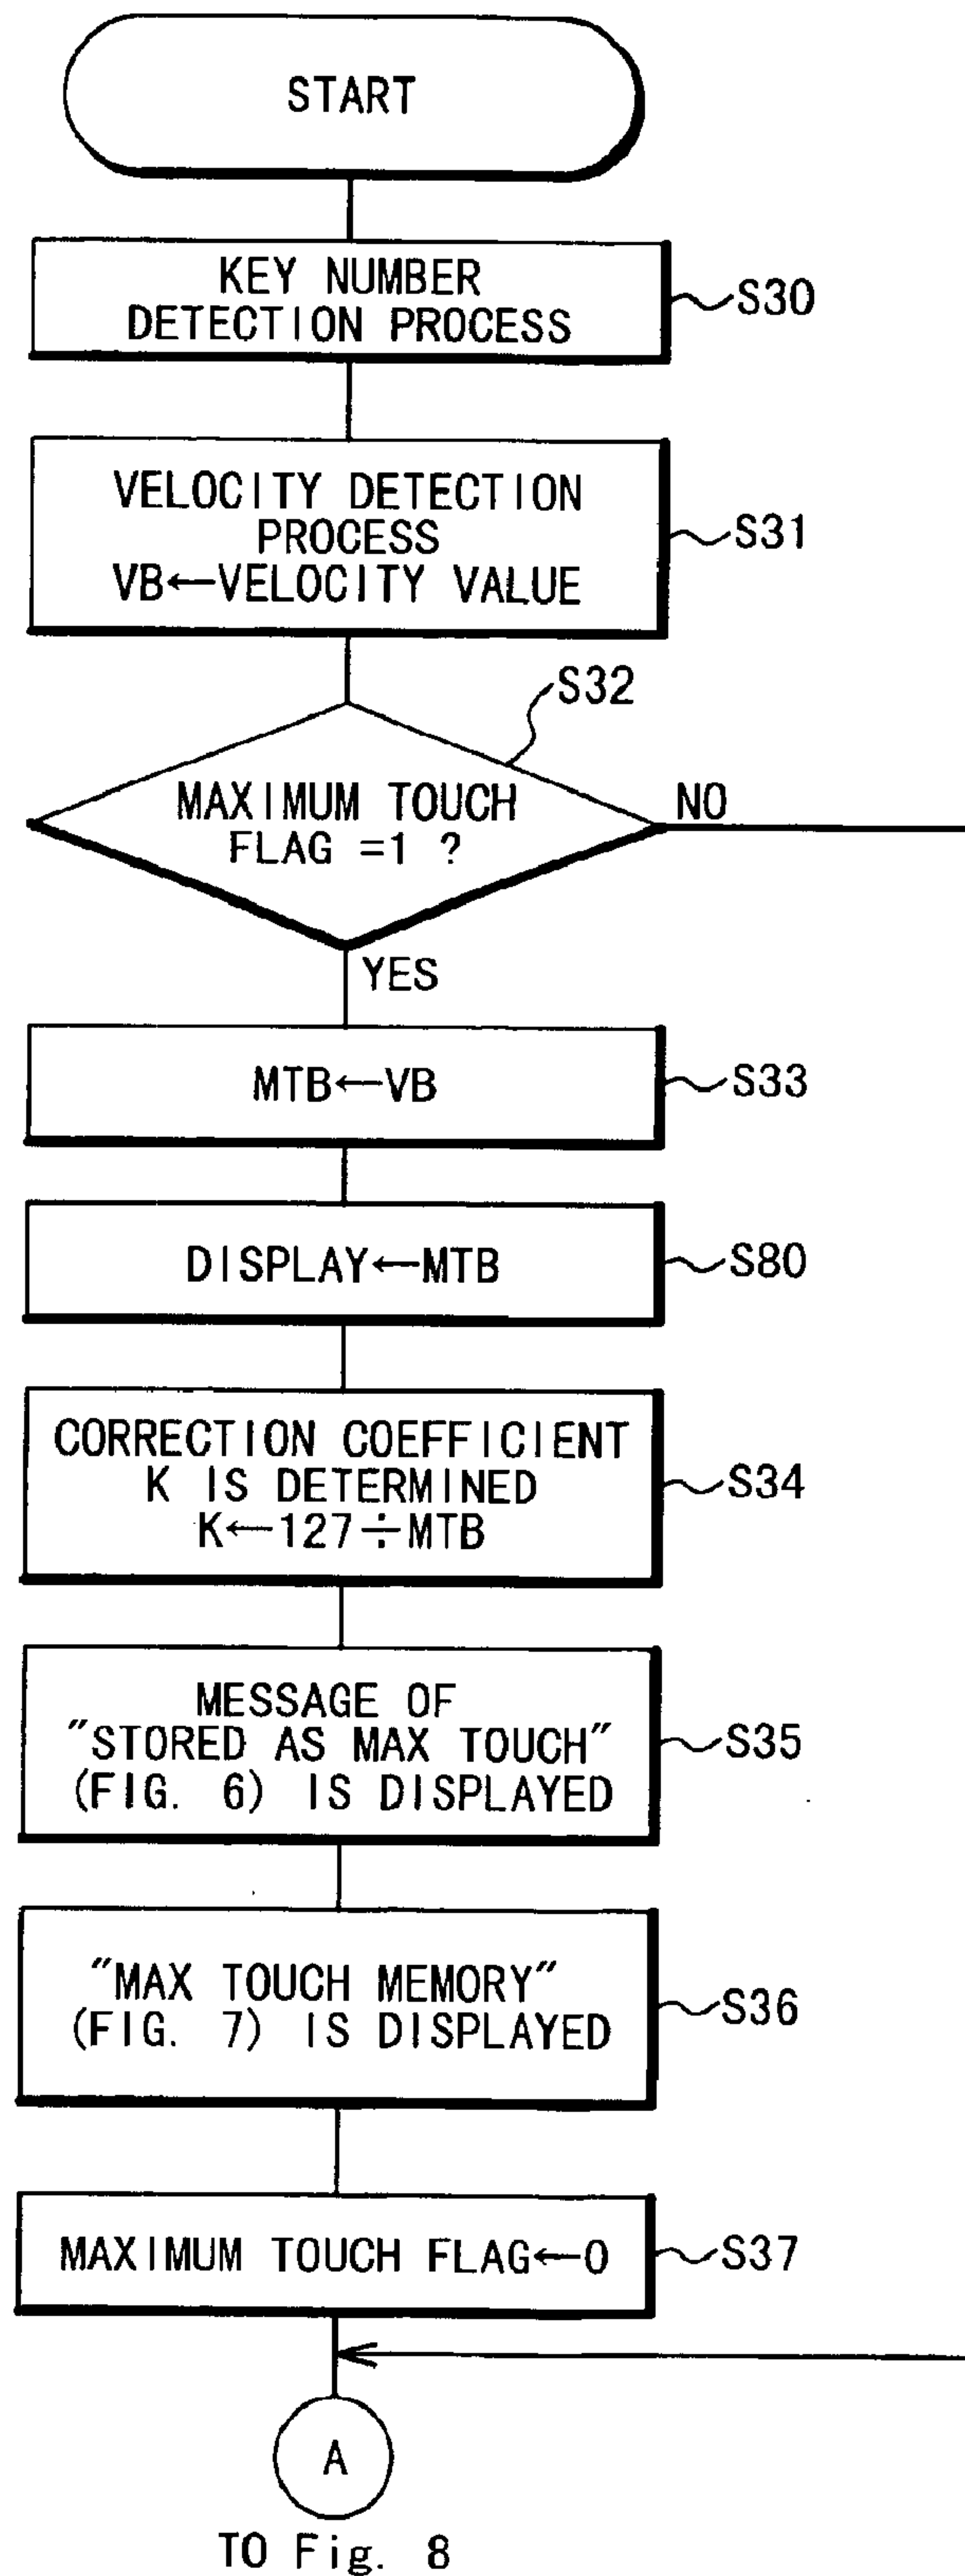 START
KEY NUMBER
DETECTION PROCESS
S30
VELOCITY DETECTION
PROCESS
VB←VELOCITY VALUE
S31
S32
MAXIMUM TOUCH
FLAG =1 ?
NO
YES
MTB←VB
S33
DISPLAY←MTB
S80
CORRECTION COEFFICIENT
K IS DETERMINED
K←127÷MTB
S34
MESSAGE OF
"STORED AS MAX TOUCH"
(FIG. 6) IS DISPLAYED
S35
"MAX TOUCH MEMORY"
(FIG. 7) IS DISPLAYED
S36
MAXIMUM TOUCH FLAG←0
S37
A
TO Fig. 8